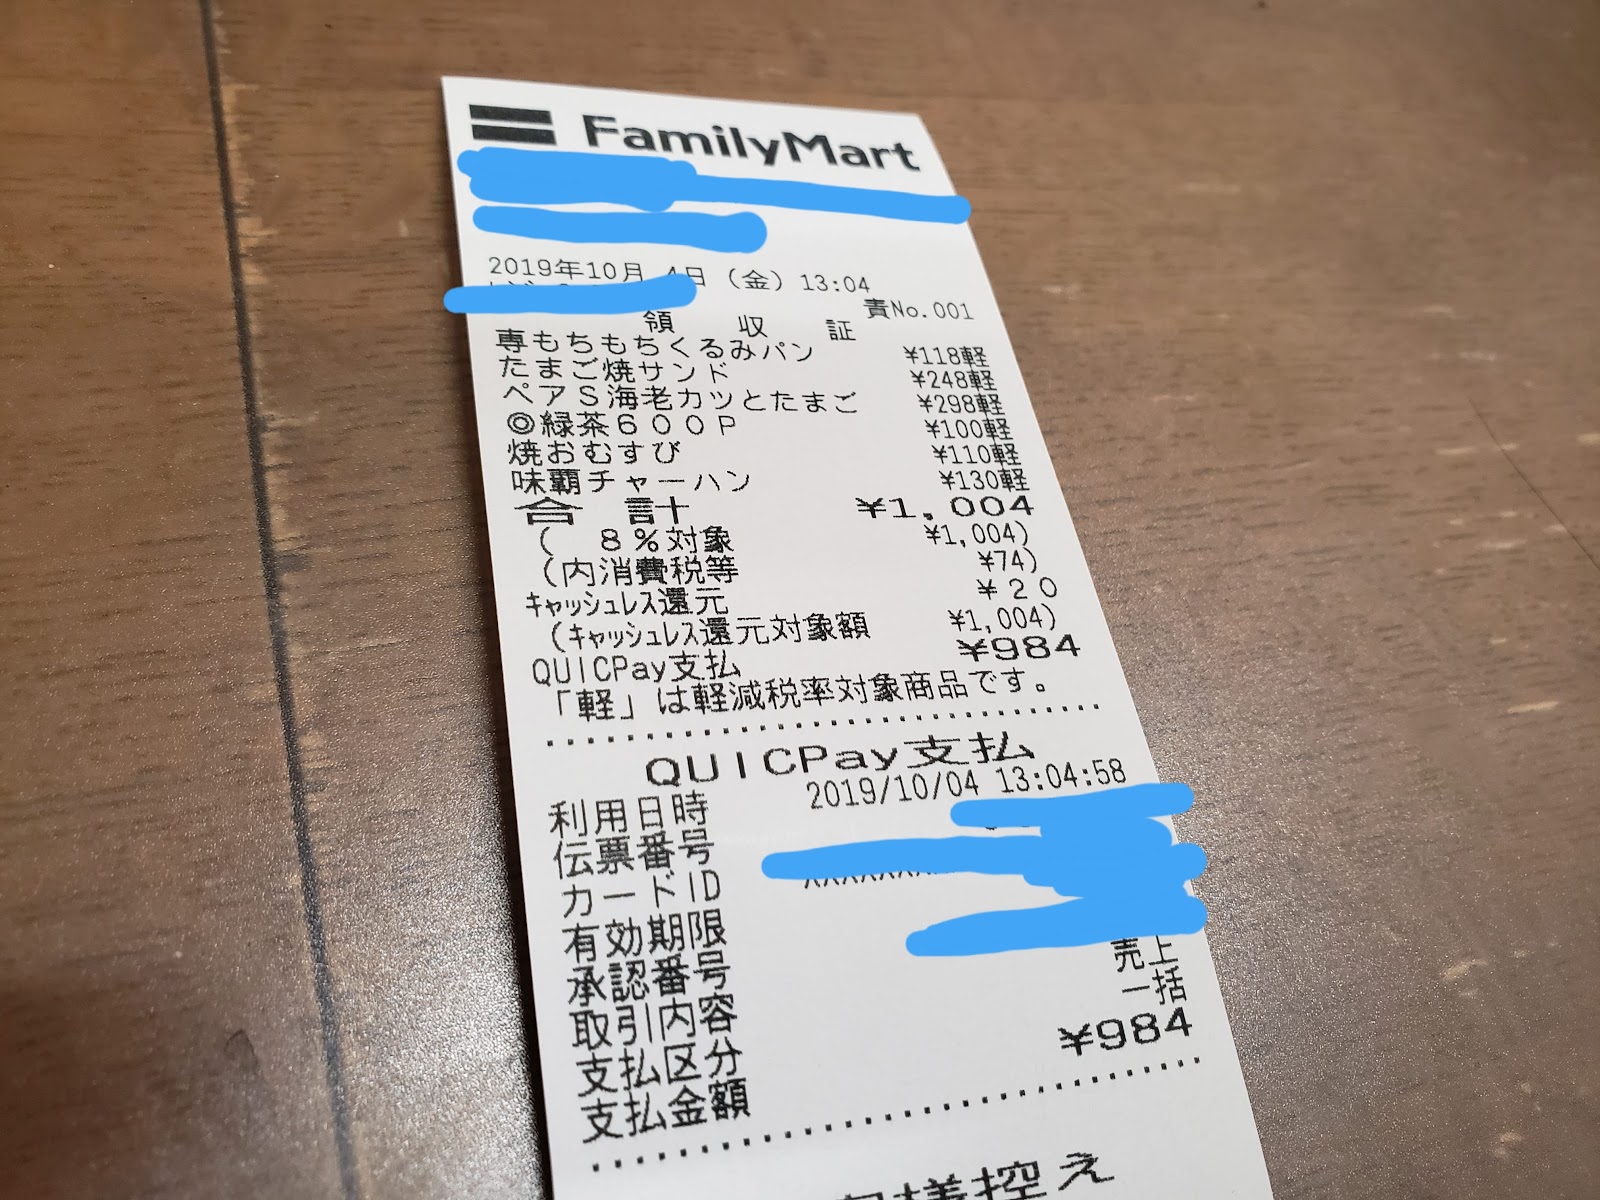 FamilyMart
2019年10月 4日 (金) 13:04
責No.001
領 収 証
専もちもちくるみパン ¥118軽
たまご焼サンド ¥248軽
ペアS海老カツとたまご ¥298軽
◎緑茶600P ¥100軽
焼おむすび ¥110軽
味覇チャーハン ¥130軽
合 計 ¥1,004
( 8%対象 ¥1,004)
(内消費税等 ¥74)
ｷｬｯｼｭﾚｽ還元 ¥20
(ｷｬｯｼｭﾚｽ還元対象額 ¥1,004)
QUICPay支払 ¥984
「軽」は軽減税率対象商品です。
QUICPay支払
利用日時 2019/10/04 13:04:58
伝票番号
カードID
有効期限
承認番号
取引内容 売上
支払区分 一括
支払金額 ¥984
様控え